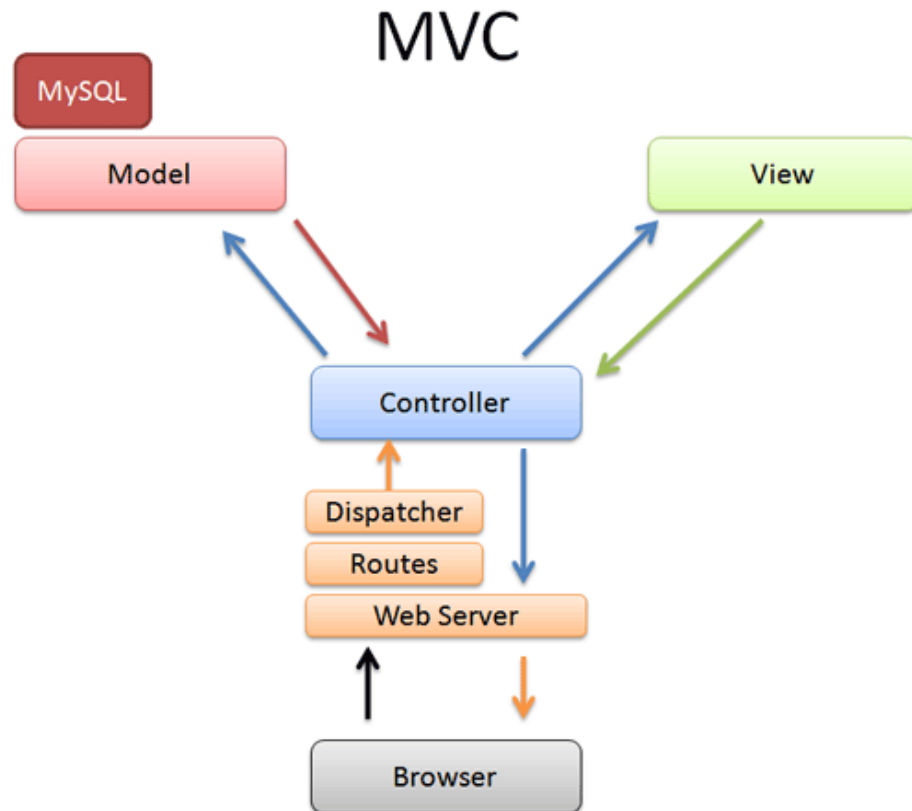 MVC
MySQL
Model
View
Controller
Dispatcher
Routes
Web Server
Browser